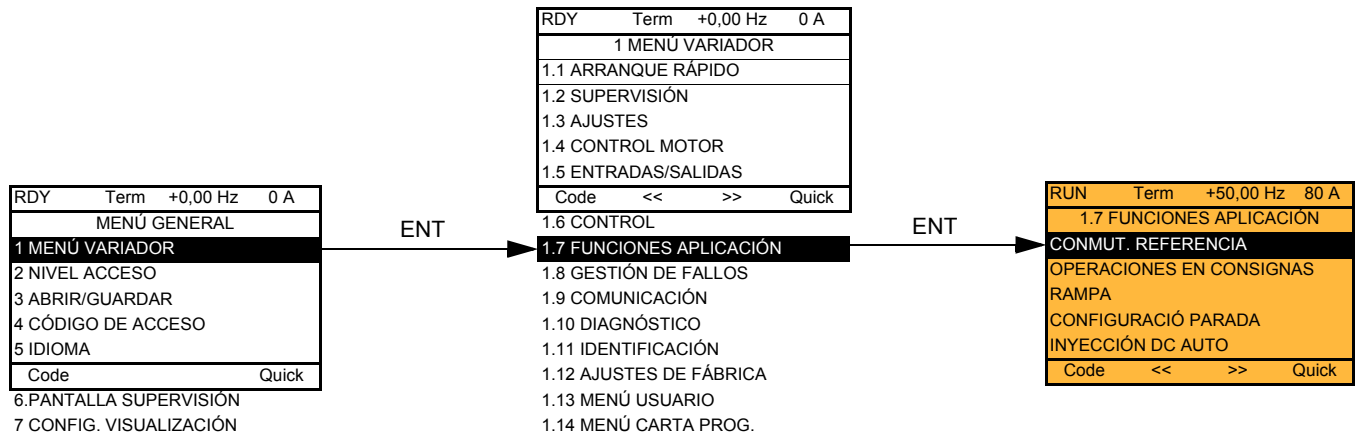 RDY Term +0,00 Hz 0 A
MENÚ GENERAL
1 MENÚ VARIADOR
2 NIVEL ACCESO
3 ABRIR/GUARDAR
4 CÓDIGO DE ACCESO
5 IDIOMA
Code Quick
6.PANTALLA SUPERVISIÓN
7 CONFIG. VISUALIZACIÓN
ENT
RDY Term +0,00 Hz 0 A
1 MENÚ VARIADOR
1.1 ARRANQUE RÁPIDO
1.2 SUPERVISIÓN
1.3 AJUSTES
1.4 CONTROL MOTOR
1.5 ENTRADAS/SALIDAS
Code << >> Quick
1.6 CONTROL
1.7 FUNCIONES APLICACIÓN
1.8 GESTIÓN DE FALLOS
1.9 COMUNICACIÓN
1.10 DIAGNÓSTICO
1.11 IDENTIFICACIÓN
1.12 AJUSTES DE FÁBRICA
1.13 MENÚ USUARIO
1.14 MENÚ CARTA PROG.
ENT
RUN Term +50,00 Hz 80 A
1.7 FUNCIONES APLICACIÓN
CONMUT. REFERENCIA
OPERACIONES EN CONSIGNAS
RAMPA
CONFIGURACIÓ PARADA
INYECCIÓN DC AUTO
Code << >> Quick